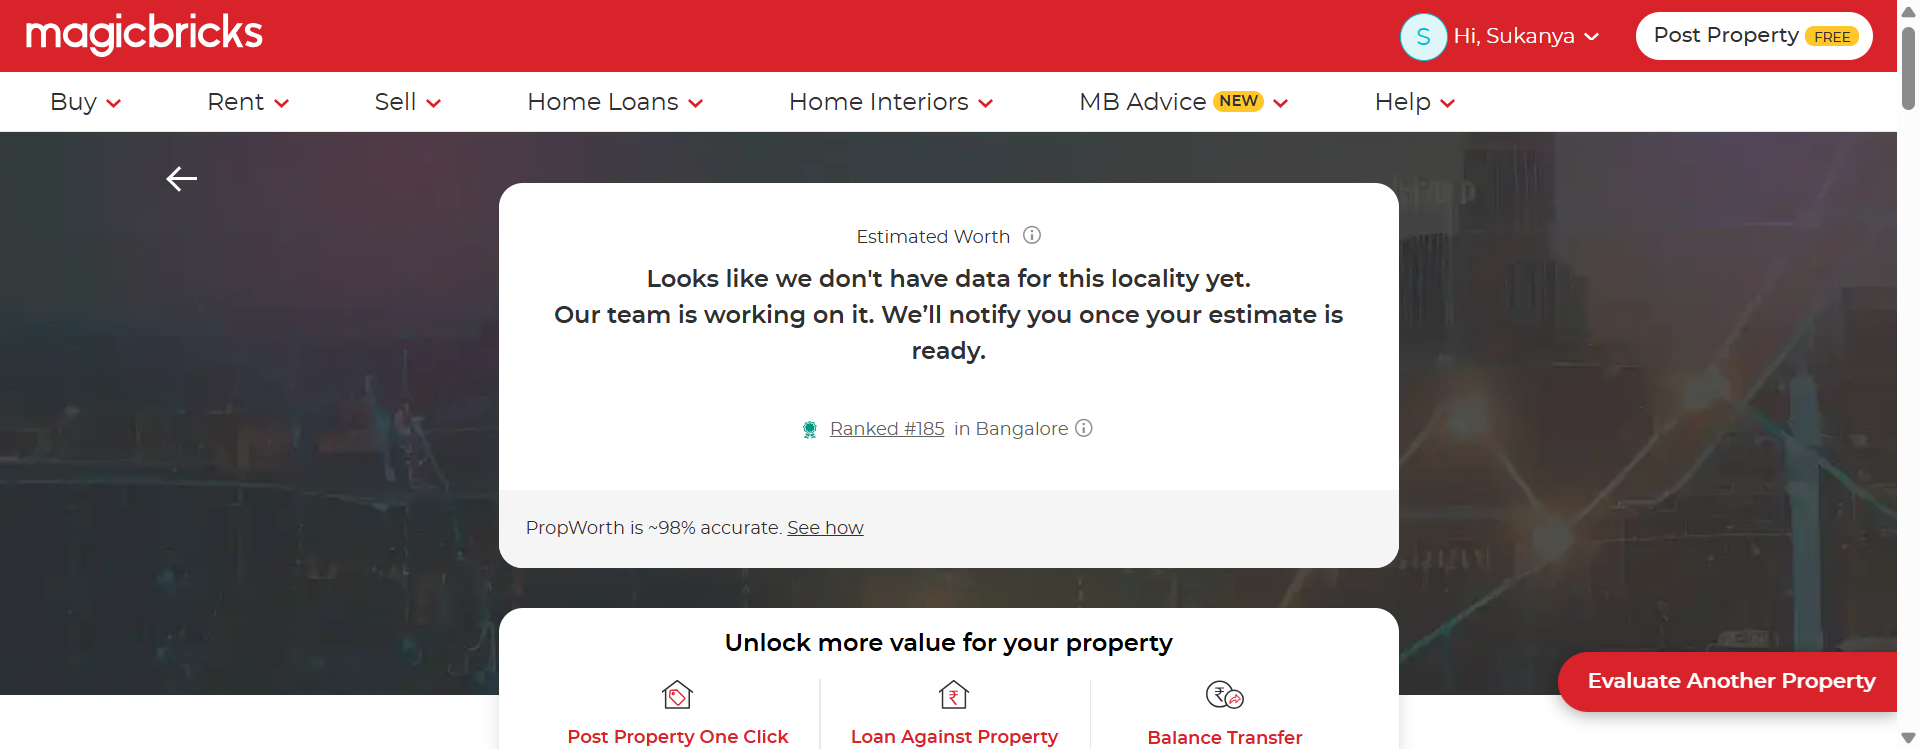 magicbricks
S Hi, Sukanya
Post Property FREE
Buy Rent Sell Home Loans Home Interiors MB Advice NEW Help
Estimated Worth
Looks like we don't have data for this locality yet.
Our team is working on it. We’ll notify you once your estimate is
ready.
Ranked #185 in Bangalore
PropWorth is ~98% accurate. See how
Unlock more value for your property
Post Property One Click Loan Against Property Balance Transfer
Evaluate Another Property